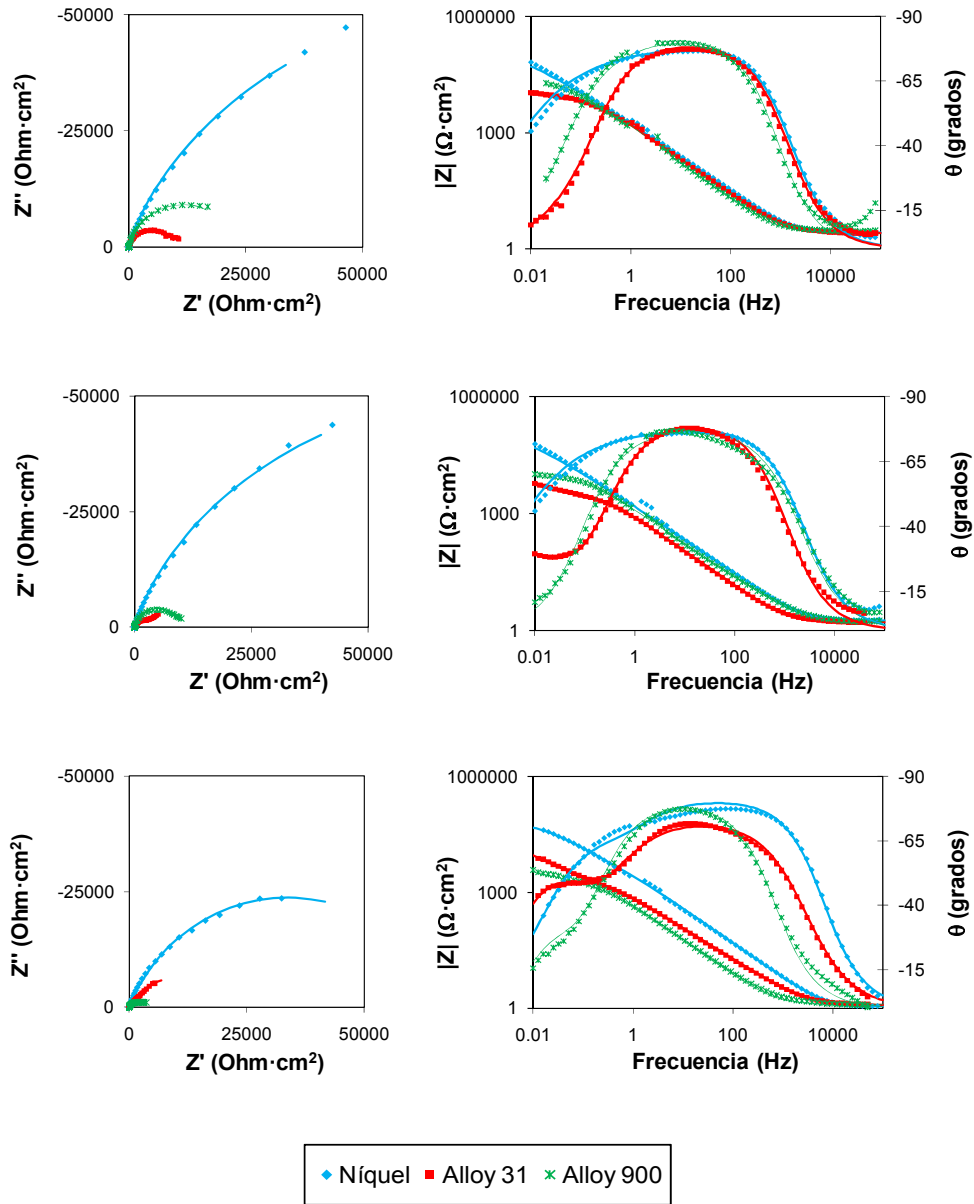 -50000
-25000
0
0 25000 50000
Z'' (Ohm·cm²)
Z' (Ohm·cm²)
1000000
1000
1
0.01 1 100 10000
|Z| (Ω·cm²)
Frecuencia (Hz)
-90
-65
-40
-15
θ (grados)
-50000
-25000
0
0 25000 50000
Z'' (Ohm·cm²)
Z' (Ohm·cm²)
1000000
1000
1
0.01 1 100 10000
|Z| (Ω·cm²)
Frecuencia (Hz)
-90
-65
-40
-15
θ (grados)
-50000
-25000
0
0 25000 50000
Z'' (Ohm·cm²)
Z' (Ohm·cm²)
1000000
1000
1
0.01 1 100 10000
|Z| (Ω·cm²)
Frecuencia (Hz)
-90
-65
-40
-15
θ (grados)
Níquel Alloy 31 Alloy 900